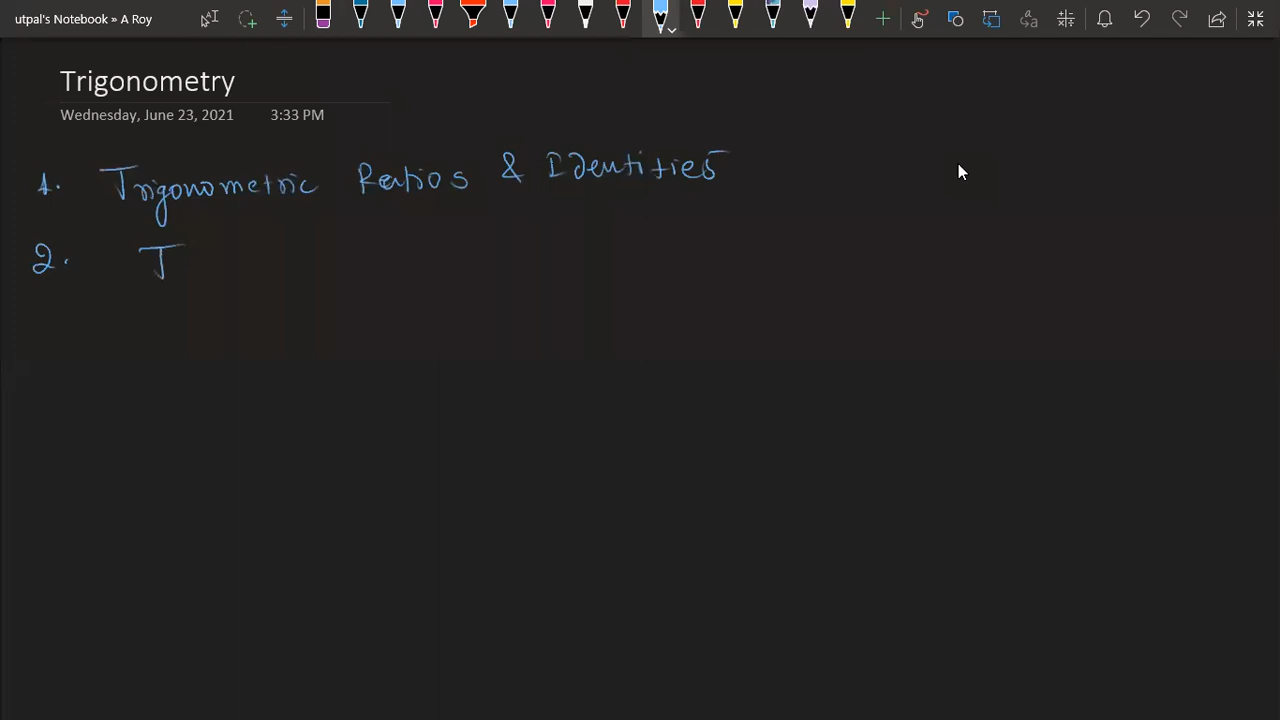 utpal's Notebook » A Roy
Trigonometry
Wednesday, June 23, 2021 3:33 PM
1. Trigonometric Ratios & Identities
2. T